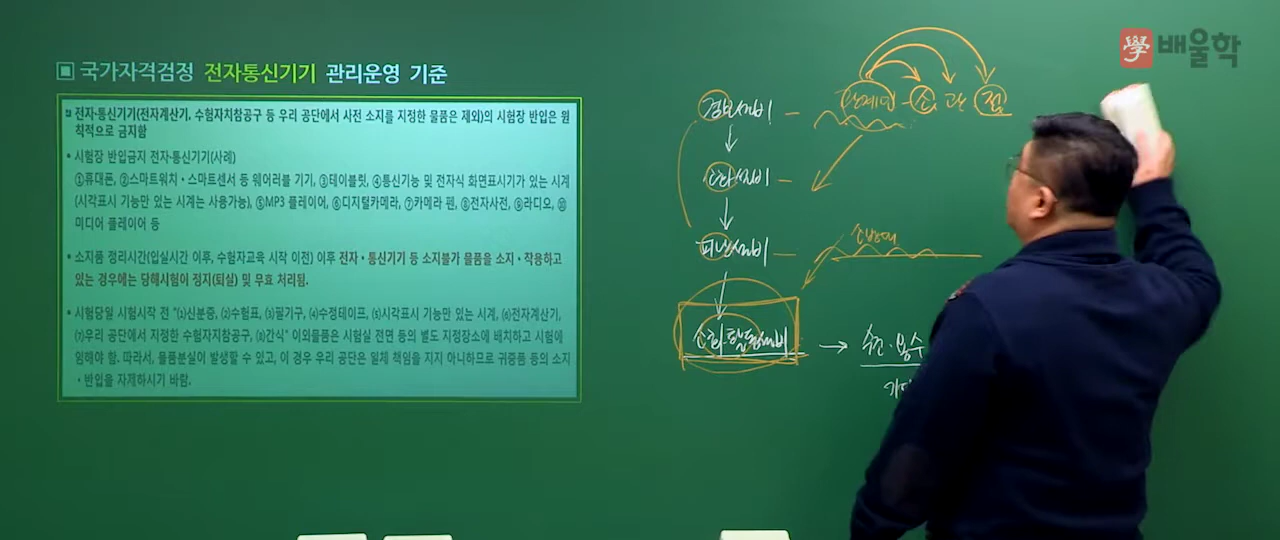 學 배울학
국가자격검정 전자통신기기 관리운영 기준
전자·통신기기(전자계산기, 수험자지참공구 등 우리 공단에서 사전 소지를 지정한 물품은 제외)의 시험장 반입은 원
칙적으로 금지함
• 시험장 반입금지 전자·통신기기(사례)
①휴대폰, ②스마트워치·스마트센서 등 웨어러블 기기, ③테이블릿, ④통신기능 및 전자식 화면표시기가 있는 시계
(시각표시 기능만 있는 시계는 사용가능), ⑤MP3 플레이어, ⑥디지털카메라, ⑦카메라 펜, ⑧전자사전, ⑨라디오, ⑩
미디어 플레이어 등
• 소지품 정리시간(입실시간 이후, 수험자교육 시작 이전) 이후 전자·통신기기 등 소지불가 물품을 소지·착용하고
있는 경우에는 당해시험이 정지(퇴실) 및 무효 처리됨.
• 시험당일 시험시작 전 "(1)신분증, (2)수험표, (3)필기구, (4)수정테이프, (5)시각표시 기능만 있는 시계, (6)전자계산기,
(7)우리 공단에서 지정한 수험자지참공구, (8)간식" 이외물품은 시험실 전면 등의 별도 지정장소에 배치하고 시험에
임해야 함. 따라서, 물품분실이 발생할 수 있고, 이 경우 우리 공단은 일체 책임을 지지 아니하므로 귀중품 등의 소지
·반입을 자제하시기 바람.
경보설비 -
소 관 점
소화설비 -
피난설비 -
소화활동설비 →